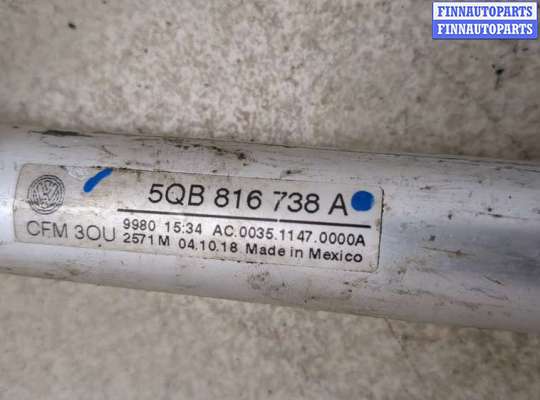 FINNAUTOPARTS
FINNAUTOPARTS
5QB 816 738 A
CFM 3OU
9980 15:34 AC.0035.1147.0000A
2571 M 04.10.18 Made in Mexico